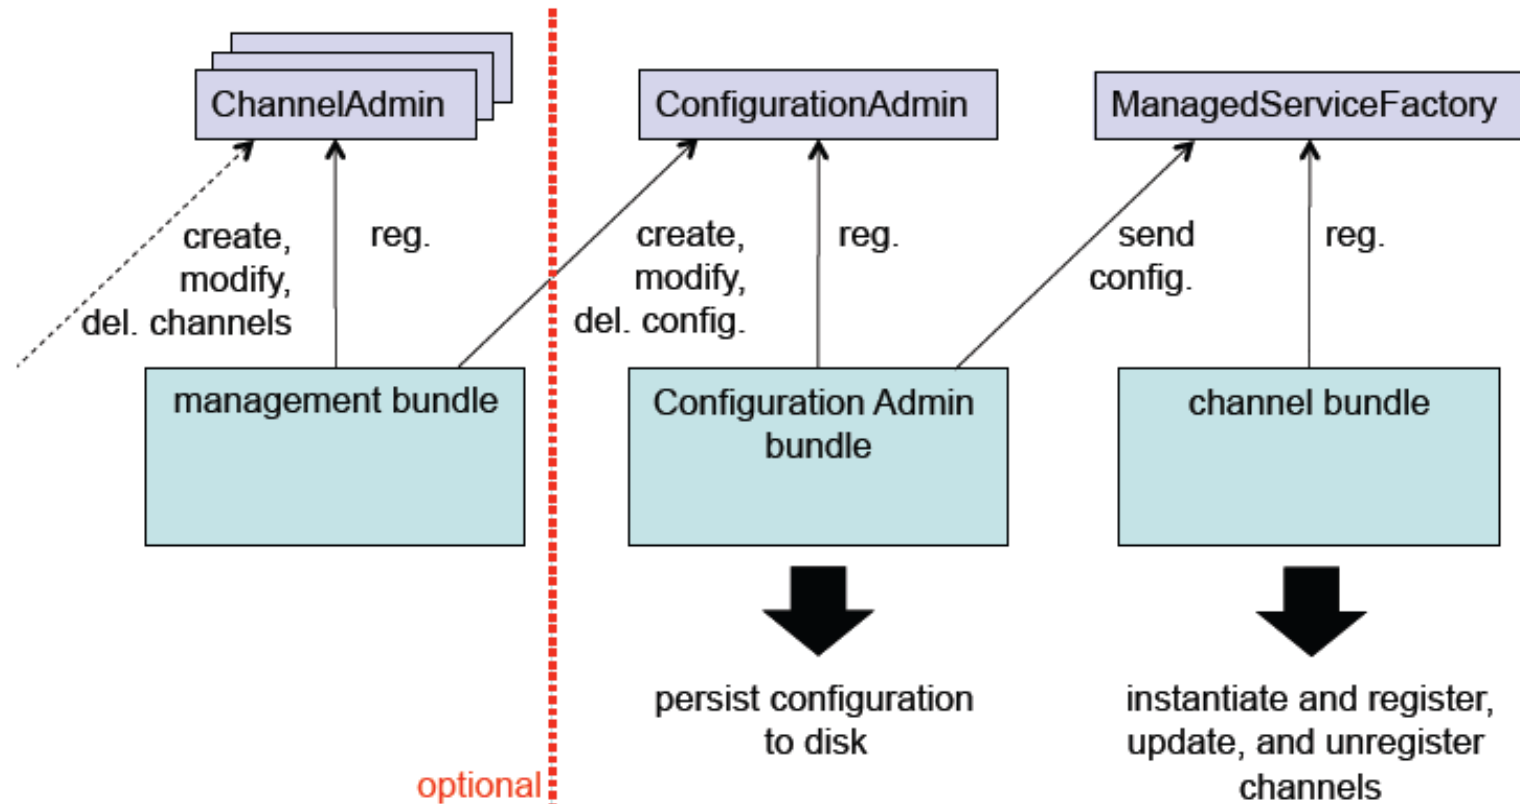 ChannelAdmin
ConfigurationAdmin
ManagedServiceFactory
create,
modify,
del. channels
reg.
create,
modify,
del. config.
reg.
send
config.
reg.
management bundle
Configuration Admin
bundle
channel bundle
persist configuration
to disk
instantiate and register,
update, and unregister
channels
optional